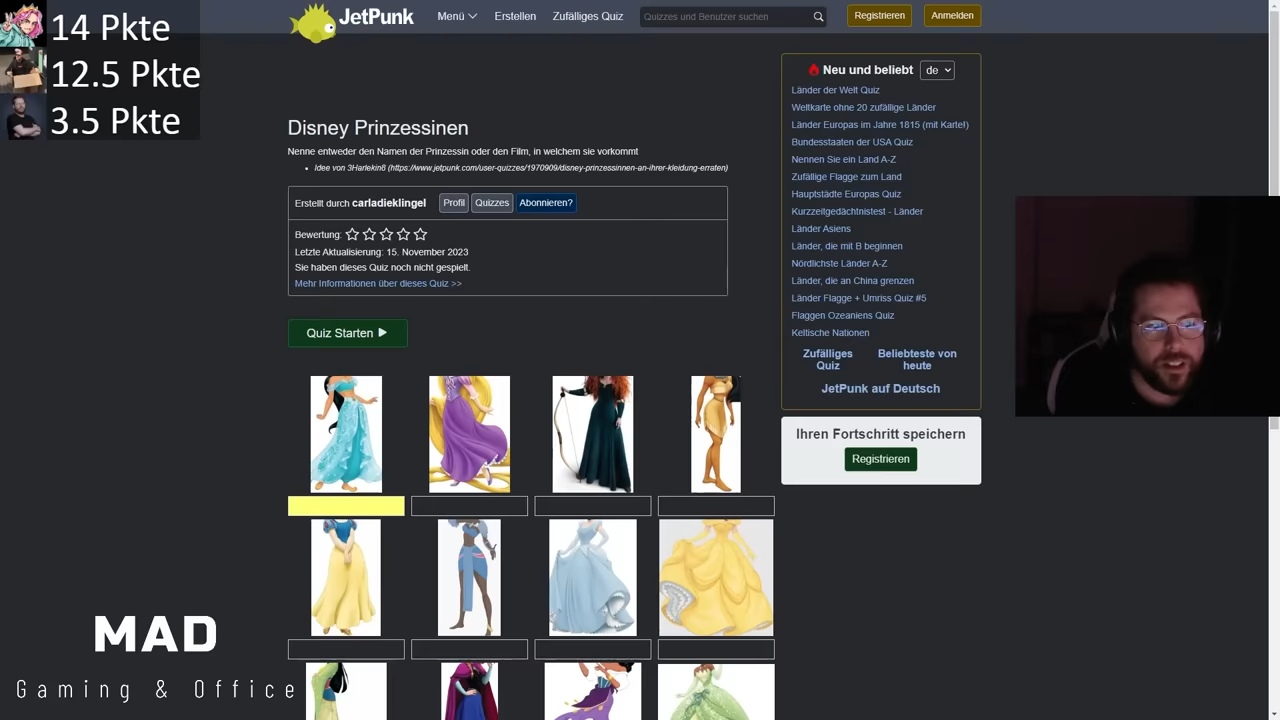 14 Pkte
12.5 Pkte
3.5 Pkte
JetPunk
Menü
Erstellen
Zufälliges Quiz
Quizzes und Benutzer suchen
Registrieren
Anmelden
Disney Prinzessinen
Nenne entweder den Namen der Prinzessin oder den Film, in welchem sie vorkommt
Idee von 3Harlekin8 (https://www.jetpunk.com/user-quizzes/1970909/disney-prinzessinnen-an-ihrer-kleidung-erraten)
Erstellt durch carladieklingel Profil Quizzes Abonnieren?
Bewertung:
Letzte Aktualisierung: 15. November 2023
Sie haben dieses Quiz noch nicht gespielt.
Mehr Informationen über dieses Quiz >>
Quiz Starten
Neu und beliebt de
Länder der Welt Quiz
Weltkarte ohne 20 zufällige Länder
Länder Europas im Jahre 1815 (mit Karte!)
Bundesstaaten der USA Quiz
Nennen Sie ein Land A-Z
Zufällige Flagge zum Land
Hauptstädte Europas Quiz
Kurzzeitgedächtnistest - Länder
Länder Asiens
Länder, die mit B beginnen
Nördlichste Länder A-Z
Länder, die an China grenzen
Länder Flagge + Umriss Quiz #5
Flaggen Ozeaniens Quiz
Keltische Nationen
Zufälliges
Quiz
Beliebteste von
heute
JetPunk auf Deutsch
Ihren Fortschritt speichern
Registrieren
MAD
Gaming & Office